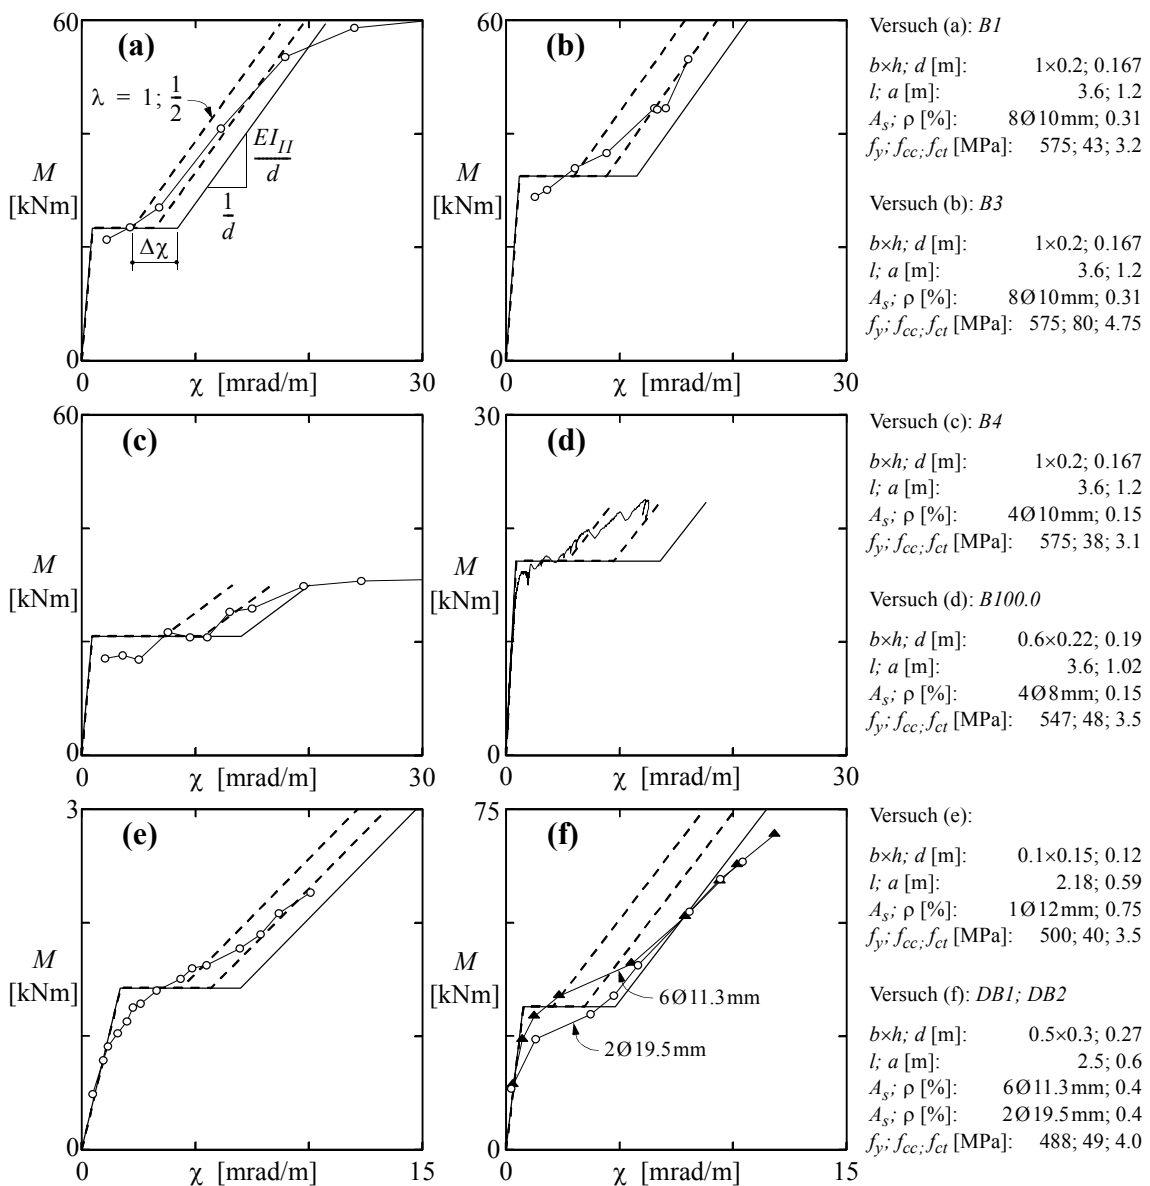 60
(a)
λ = 1; 1/2
EI_II
d
1
d
Δχ
M
[kNm]
0
0
χ [mrad/m]
30
60
(b)
M
[kNm]
0
0
χ [mrad/m]
30
Versuch (a): B1
b×h; d [m]: 1×0.2; 0.167
l; a [m]: 3.6; 1.2
A_s; ρ [%]: 8Ø10mm; 0.31
f_y; f_cc; f_ct [MPa]: 575; 43; 3.2
Versuch (b): B3
b×h; d [m]: 1×0.2; 0.167
l; a [m]: 3.6; 1.2
A_s; ρ [%]: 8Ø10mm; 0.31
f_y; f_cc; f_ct [MPa]: 575; 80; 4.75
60
(c)
M
[kNm]
0
0
χ [mrad/m]
30
30
(d)
M
[kNm]
0
0
χ [mrad/m]
30
Versuch (c): B4
b×h; d [m]: 1×0.2; 0.167
l; a [m]: 3.6; 1.2
A_s; ρ [%]: 4Ø10mm; 0.15
f_y; f_cc; f_ct [MPa]: 575; 38; 3.1
Versuch (d): B100.0
b×h; d [m]: 0.6×0.22; 0.19
l; a [m]: 3.6; 1.02
A_s; ρ [%]: 4Ø8mm; 0.15
f_y; f_cc; f_ct [MPa]: 547; 48; 3.5
3
(e)
M
[kNm]
0
0
χ [mrad/m]
15
75
(f)
6Ø11.3mm
2Ø19.5mm
M
[kNm]
0
0
χ [mrad/m]
15
Versuch (e):
b×h; d [m]: 0.1×0.15; 0.12
l; a [m]: 2.18; 0.59
A_s; ρ [%]: 1Ø12mm; 0.75
f_y; f_cc; f_ct [MPa]: 500; 40; 3.5
Versuch (f): DB1; DB2
b×h; d [m]: 0.5×0.3; 0.27
l; a [m]: 2.5; 0.6
A_s; ρ [%]: 6Ø11.3mm; 0.4
A_s; ρ [%]: 2Ø19.5mm; 0.4
f_y; f_cc; f_ct [MPa]: 488; 49; 4.0